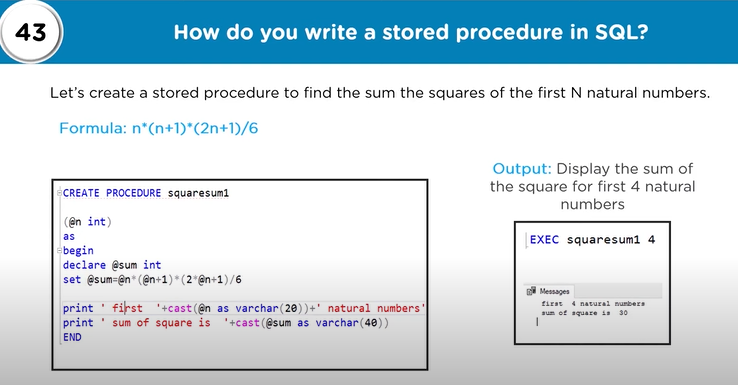 43
How do you write a stored procedure in SQL?
Let's create a stored procedure to find the sum the squares of the first N natural numbers.
Formula: n*(n+1)*(2n+1)/6
CREATE PROCEDURE squaresum1
(@n int)
as
begin
declare @sum int
set @sum=@n*(@n+1)*(2*@n+1)/6
print ' first '+cast(@n as varchar(20))+' natural numbers'
print ' sum of square is '+cast(@sum as varchar(40))
END
Output: Display the sum of
the square for first 4 natural
numbers
EXEC squaresum1 4
Messages
first 4 natural numbers
sum of square is 30